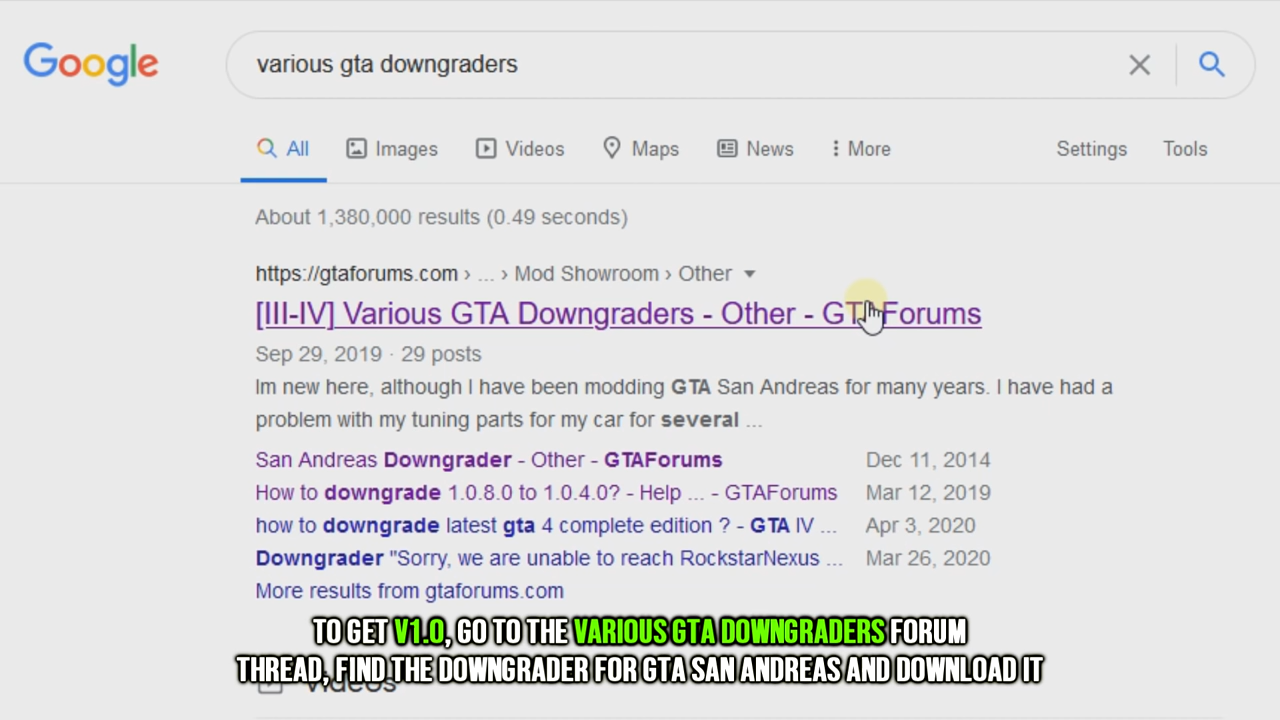 Google
various gta downgraders
All Images Videos Maps News More Settings Tools
About 1,380,000 results (0.49 seconds)
https://gtaforums.com › ... › Mod Showroom › Other
[III-IV] Various GTA Downgraders - Other - GTAForums
Sep 29, 2019 · 29 posts
Im new here, although I have been modding GTA San Andreas for many years. I have had a
problem with my tuning parts for my car for several ...
San Andreas Downgrader - Other - GTAForums Dec 11, 2014
How to downgrade 1.0.8.0 to 1.0.4.0? - Help ... - GTAForums Mar 12, 2019
how to downgrade latest gta 4 complete edition ? - GTA IV ... Apr 3, 2020
Downgrader "Sorry, we are unable to reach RockstarNexus ... Mar 26, 2020
More results from gtaforums.com
TO GET V1.0, GO TO THE VARIOUS GTA DOWNGRADERS FORUM
THREAD, FIND THE DOWNGRADER FOR GTA SAN ANDREAS AND DOWNLOAD IT
Videos